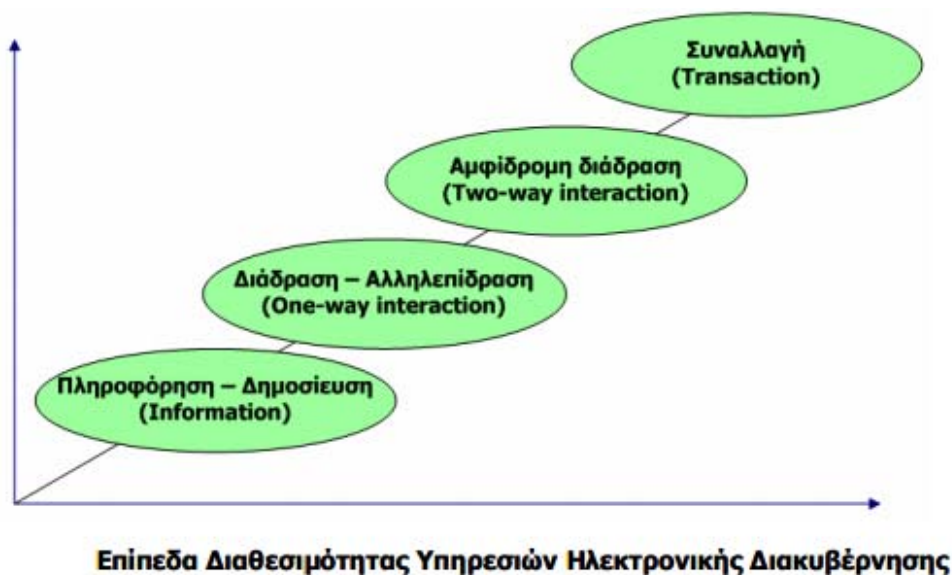 Συναλλαγή
(Transaction)
Αμφίδρομη διάδραση
(Two-way interaction)
Διάδραση – Αλληλεπίδραση
(One-way interaction)
Πληροφόρηση – Δημοσίευση
(Information)
Επίπεδα Διαθεσιμότητας Υπηρεσιών Ηλεκτρονικής Διακυβέρνησης